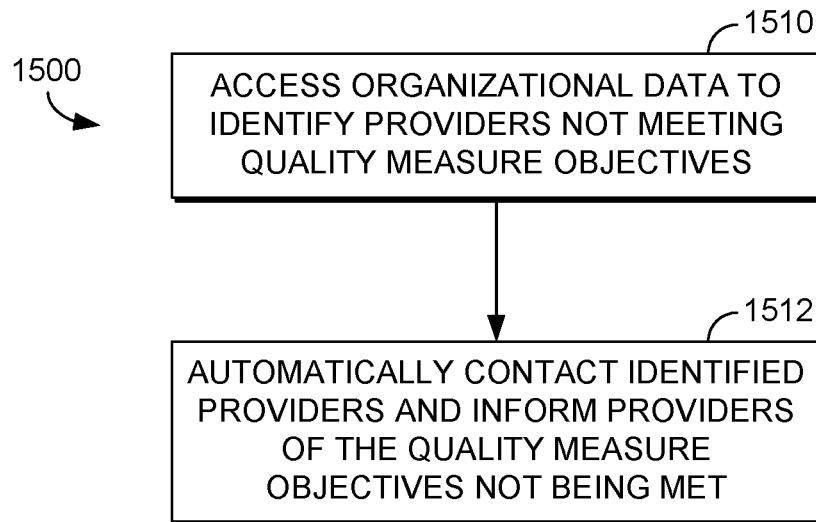 1500
1510
ACCESS ORGANIZATIONAL DATA TO
IDENTIFY PROVIDERS NOT MEETING
QUALITY MEASURE OBJECTIVES
1512
AUTOMATICALLY CONTACT IDENTIFIED
PROVIDERS AND INFORM PROVIDERS
OF THE QUALITY MEASURE
OBJECTIVES NOT BEING MET